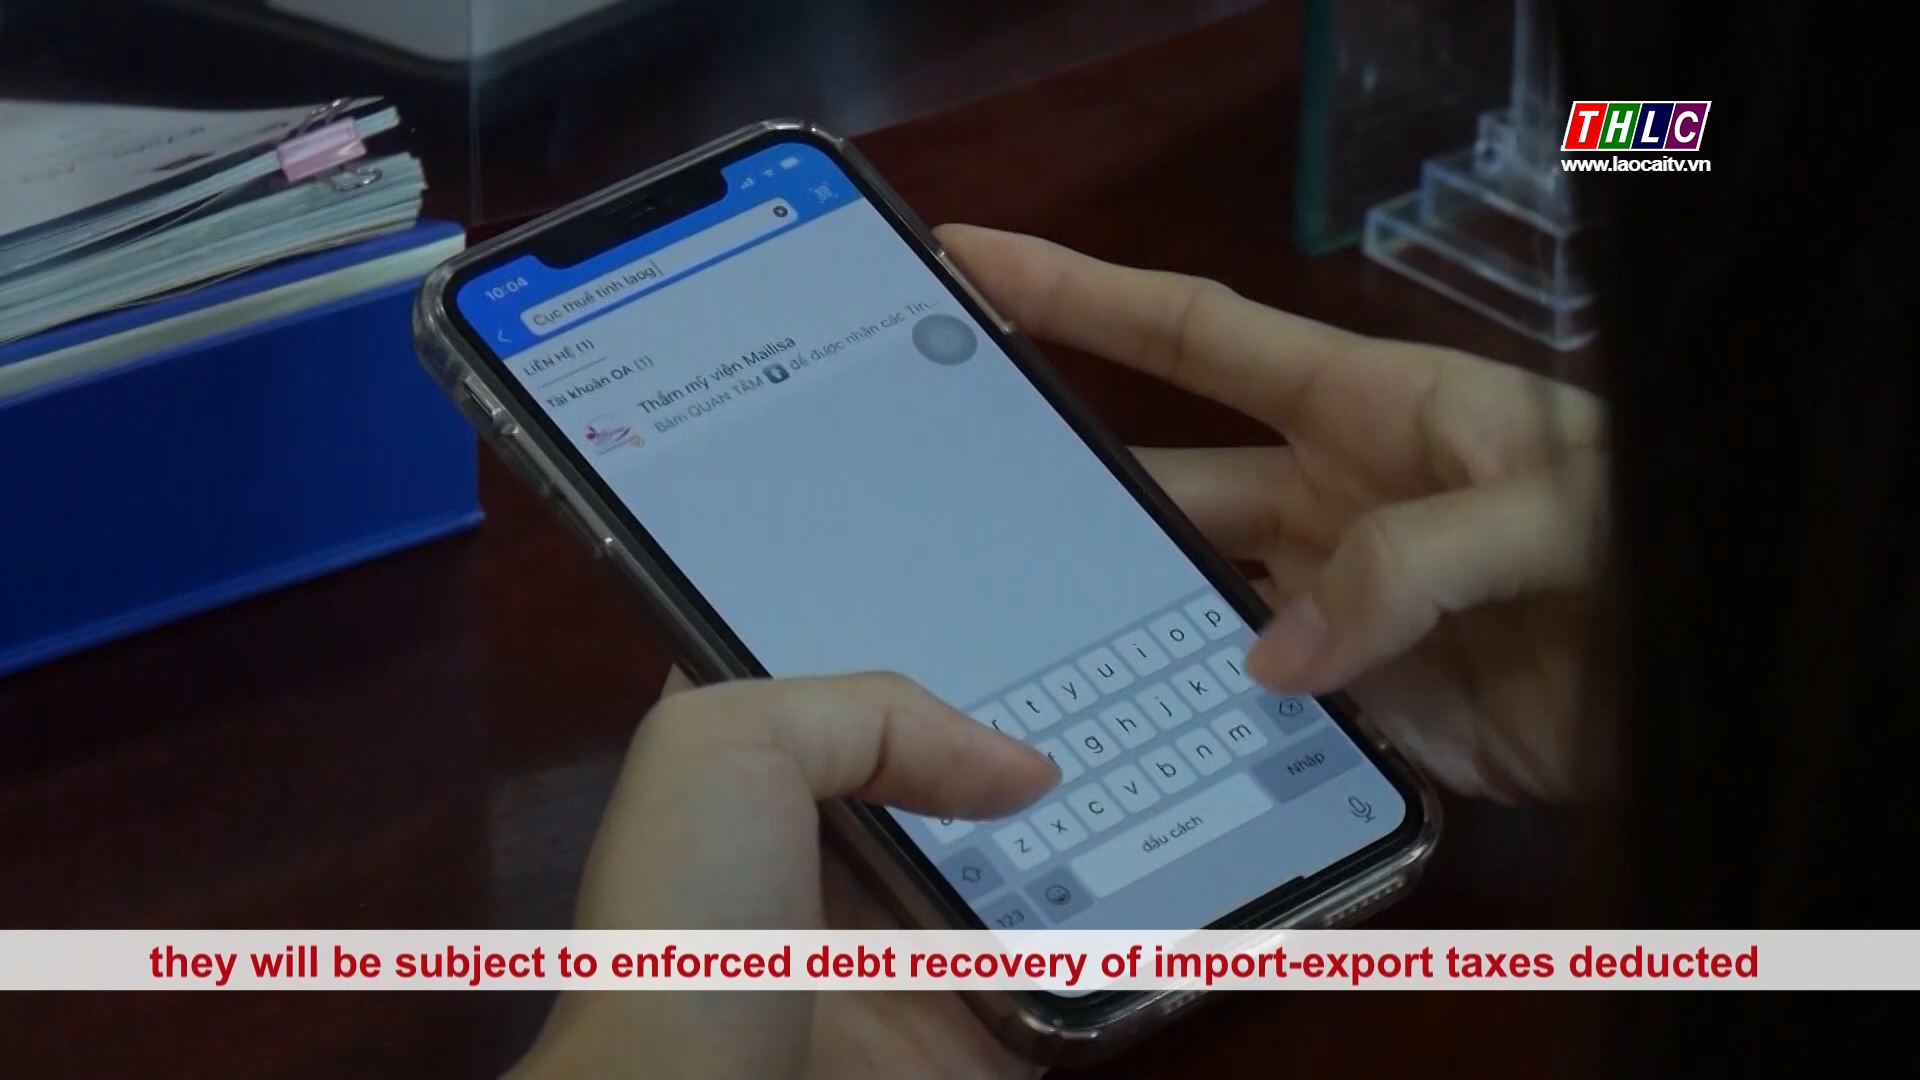 THLC
www.laocaitv.vn
10:04
Cục thuế tỉnh laog
LIÊN HỆ (1)
Tài khoản OA (1)
Thẩm mỹ viện Mailisa
Bấm QUAN TÂM ⬆ để được nhận các Tin...
r t y u i o p
f g h j k l
z x c v b n m
123 dấu cách Nhập
they will be subject to enforced debt recovery of import-export taxes deducted